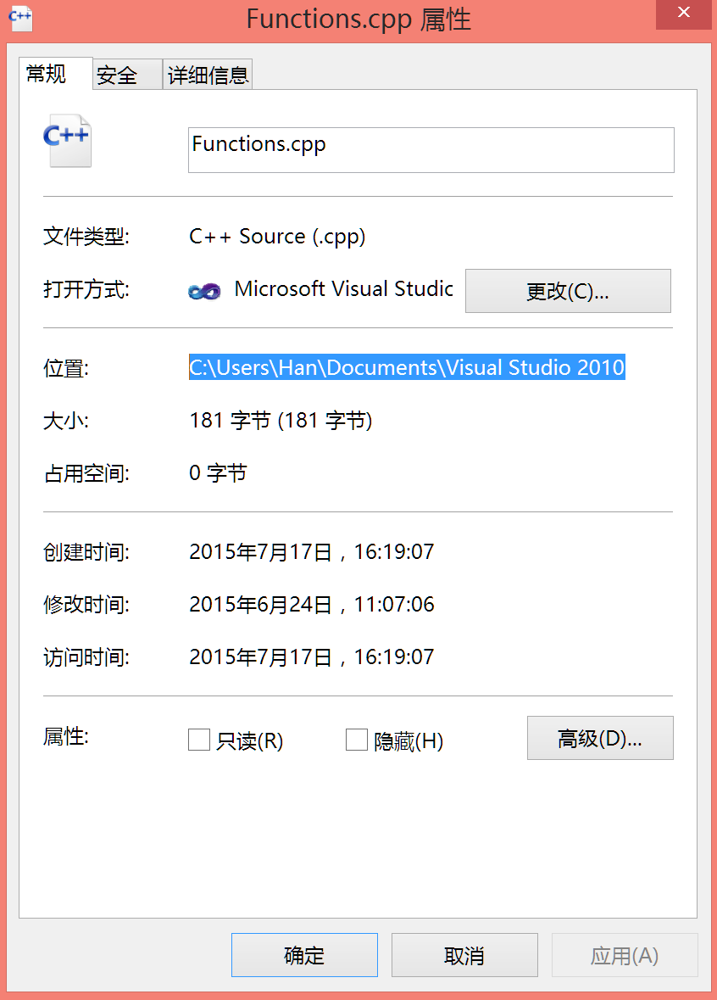 C++
Functions.cpp 属性
常规 安全 详细信息
C++
Functions.cpp
文件类型: C++ Source (.cpp)
打开方式: Microsoft Visual Studic 更改(C)...
位置: C:\Users\Han\Documents\Visual Studio 2010
大小: 181 字节 (181 字节)
占用空间: 0 字节
创建时间: 2015年7月17日，16:19:07
修改时间: 2015年6月24日，11:07:06
访问时间: 2015年7月17日，16:19:07
属性: 只读(R) 隐藏(H) 高级(D)...
确定 取消 应用(A)